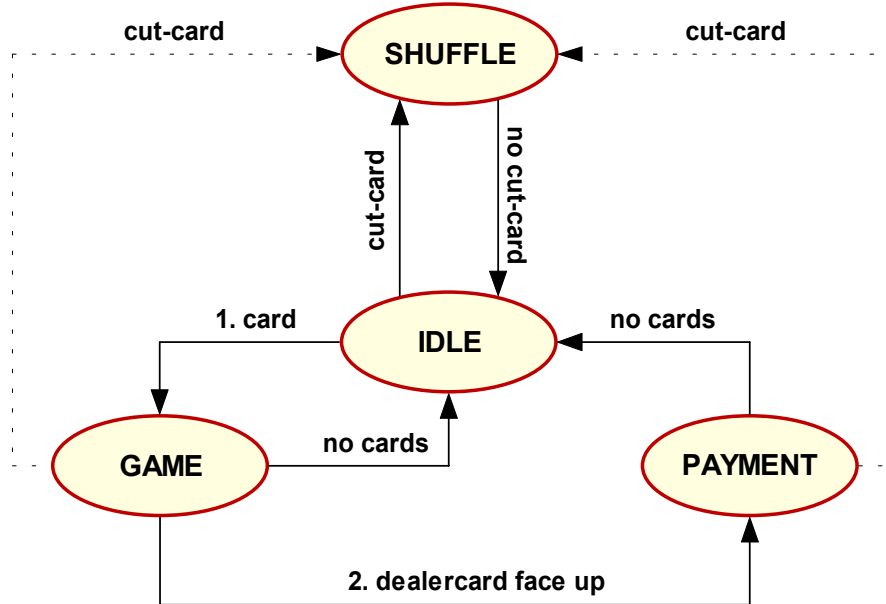 cut-card
cut-card
SHUFFLE
cut-card
no cut-card
1. card
no cards
IDLE
no cards
GAME
PAYMENT
2. dealercard face up